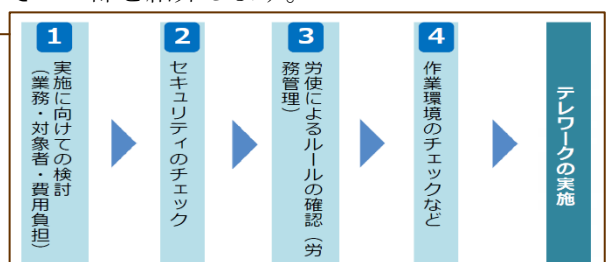 1
実施に向けての検討
（業務・対象者・費用負担）
2
セキュリティのチェック
3
労使によるルールの確認（労
務管理）
4
作業環境のチェックなど
テレワークの実施